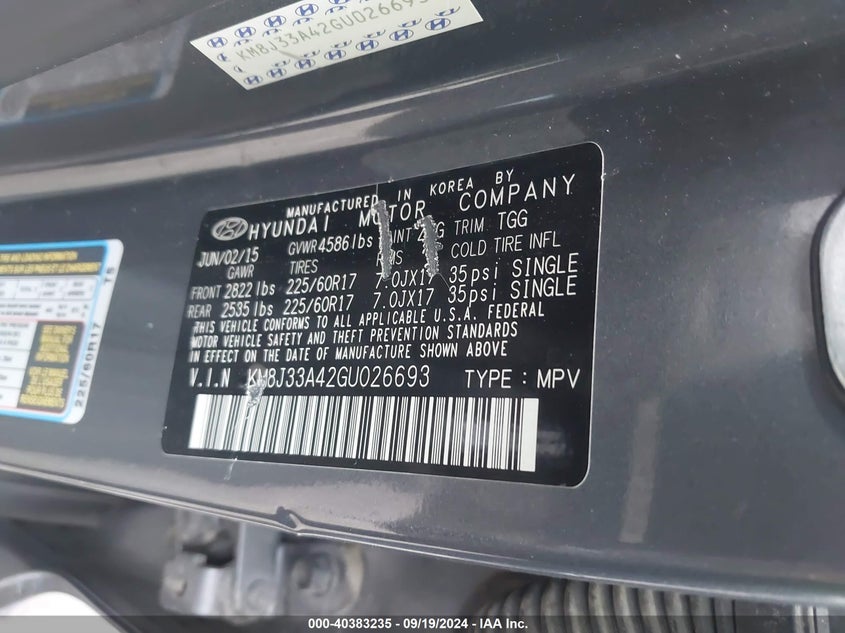 KM8J33A42GU026693
MANUFACTURED IN KOREA BY
HYUNDAI MOTOR COMPANY
JUN/02/15 GVWR 4586 lbs TRIM TGG
GAWR TIRES COLD TIRE INFL
FRONT 2822 lbs 225/60R17 7.0JX17 35psi SINGLE
REAR 2535 lbs 225/60R17 7.0JX17 35psi SINGLE
THIS VEHICLE CONFORMS TO ALL APPLICABLE U.S.A. FEDERAL
MOTOR VEHICLE SAFETY AND THEFT PREVENTION STANDARDS
IN EFFECT ON THE DATE OF MANUFACTURE SHOWN ABOVE
V.I.N KM8J33A42GU026693 TYPE : MPV
225/60R17 T5
000-40383235 - 09/19/2024 - IAA Inc.